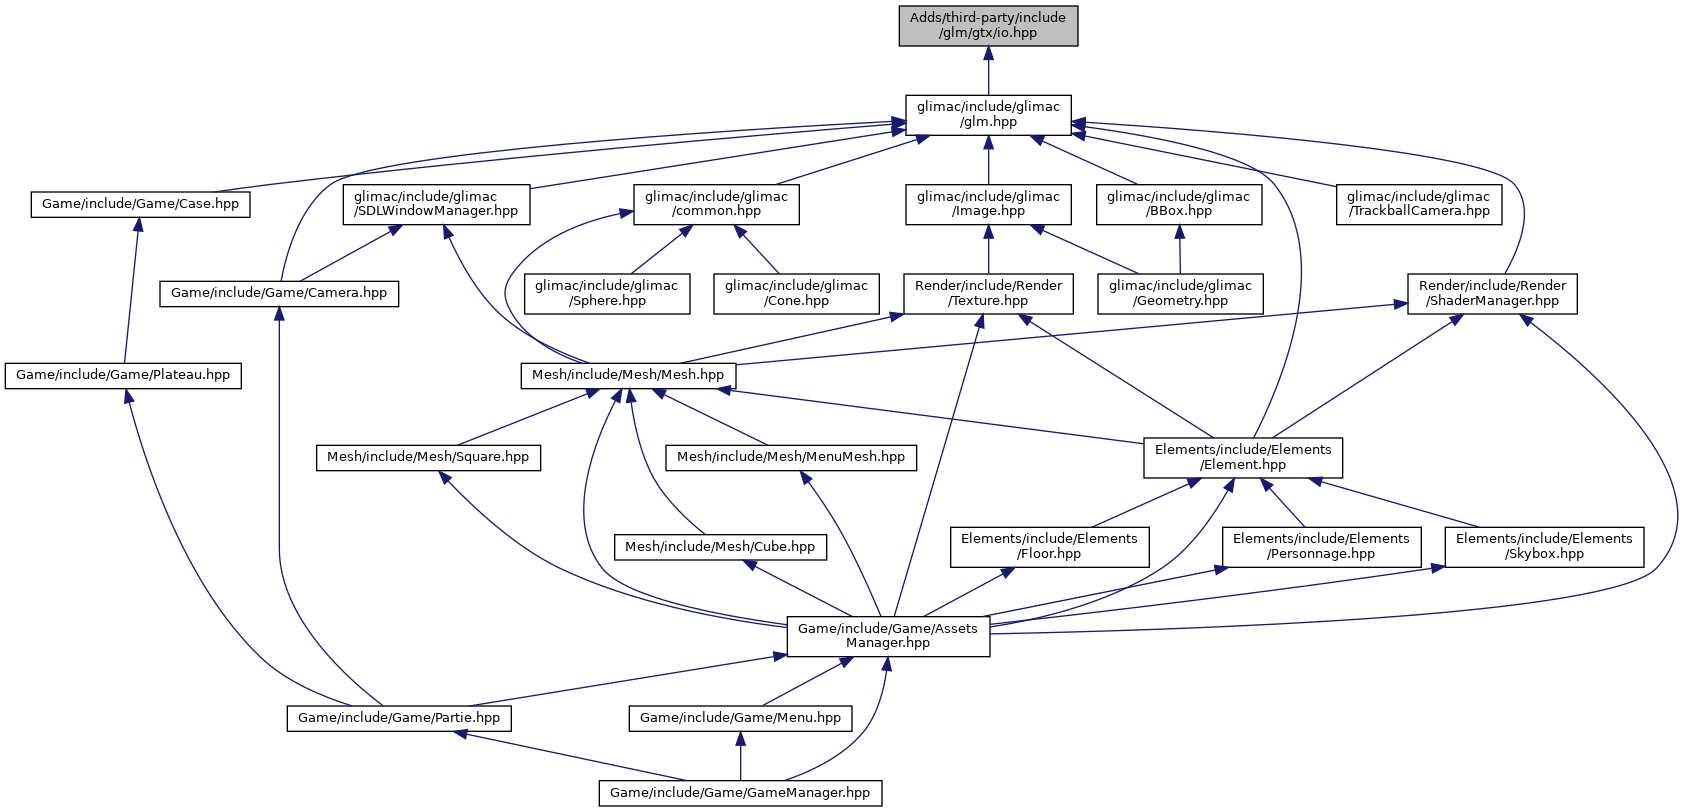 Adds/third-party/include
/glm/gtx/io.hpp
glimac/include/glimac
/glm.hpp
Game/include/Game/Case.hpp
glimac/include/glimac
/SDLWindowManager.hpp
glimac/include/glimac
/common.hpp
glimac/include/glimac
/Image.hpp
glimac/include/glimac
/BBox.hpp
glimac/include/glimac
/TrackballCamera.hpp
Game/include/Game/Camera.hpp
glimac/include/glimac
/Sphere.hpp
glimac/include/glimac
/Cone.hpp
Render/include/Render
/Texture.hpp
glimac/include/glimac
/Geometry.hpp
Render/include/Render
/ShaderManager.hpp
Game/include/Game/Plateau.hpp
Mesh/include/Mesh/Mesh.hpp
Mesh/include/Mesh/Square.hpp
Mesh/include/Mesh/MenuMesh.hpp
Elements/include/Elements
/Element.hpp
Mesh/include/Mesh/Cube.hpp
Elements/include/Elements
/Floor.hpp
Elements/include/Elements
/Personnage.hpp
Elements/include/Elements
/Skybox.hpp
Game/include/Game/Assets
Manager.hpp
Game/include/Game/Partie.hpp
Game/include/Game/Menu.hpp
Game/include/Game/GameManager.hpp